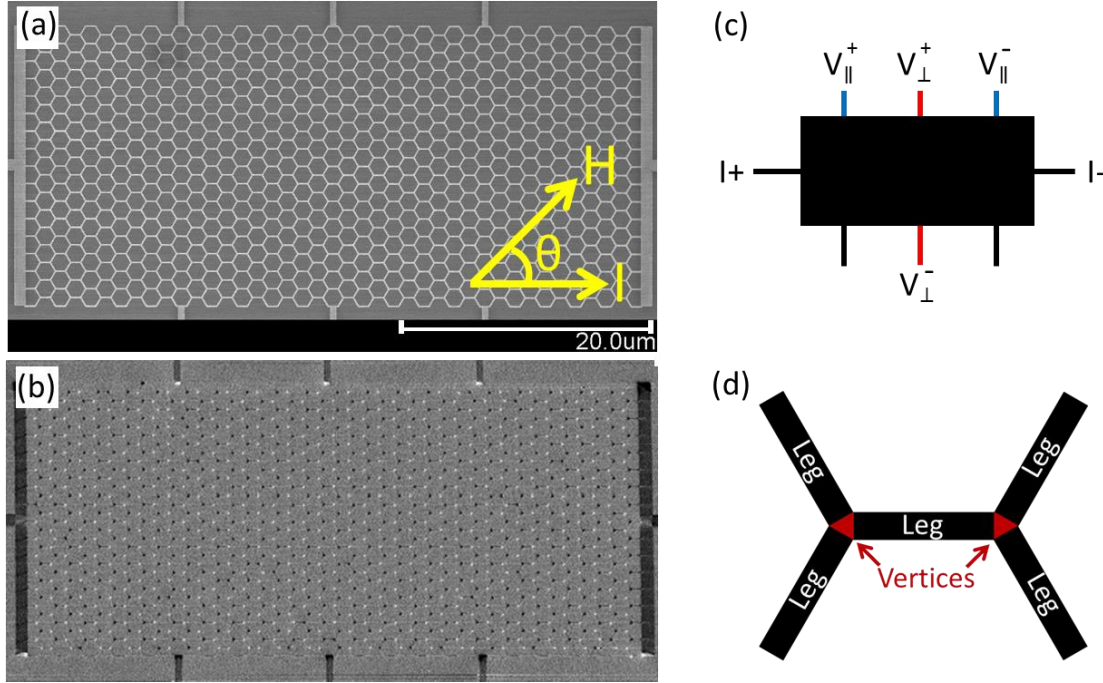 (a)
H
θ
I
20.0um
(b)
(c)
V∥+ V⊥+ V∥-
I+ I-
V⊥-
(d)
Leg Leg
Leg
Leg Leg
Vertices